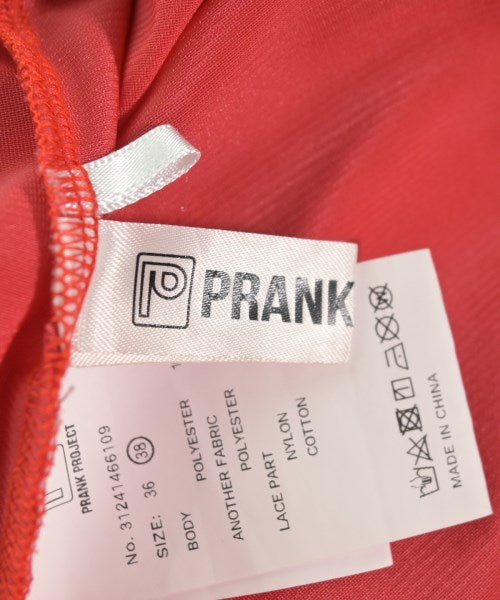 PRANK
PRANK PROJECT
No. 31241466109
SIZE: 36 38
BODY POLYESTER
ANOTHER FABRIC
POLYESTER
LACE PART NYLON
COTTON
MADE IN CHINA